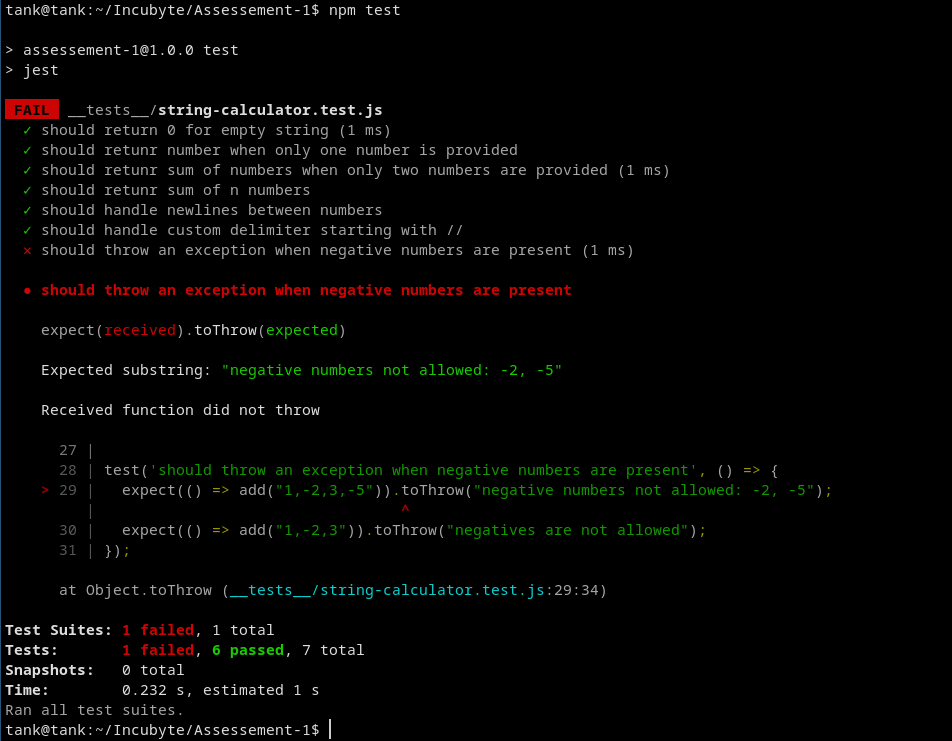 tank@tank:~/Incubyte/Assessement-1$ npm test
> assessement-1@1.0.0 test
> jest
FAIL __tests__/string-calculator.test.js
✓ should return 0 for empty string (1 ms)
✓ should retunr number when only one number is provided
✓ should retunr sum of numbers when only two numbers are provided (1 ms)
✓ should retunr sum of n numbers
✓ should handle newlines between numbers
✓ should handle custom delimiter starting with //
✕ should throw an exception when negative numbers are present (1 ms)
● should throw an exception when negative numbers are present
expect(received).toThrow(expected)
Expected substring: "negative numbers not allowed: -2, -5"
Received function did not throw
27 |
28 | test('should throw an exception when negative numbers are present', () => {
> 29 |   expect(() => add("1,-2,3,-5")).toThrow("negative numbers not allowed: -2, -5");
|                                  ^
30 |   expect(() => add("1,-2,3")).toThrow("negatives are not allowed");
31 | });
at Object.toThrow (__tests__/string-calculator.test.js:29:34)
Test Suites: 1 failed, 1 total
Tests:       1 failed, 6 passed, 7 total
Snapshots:   0 total
Time:        0.232 s, estimated 1 s
Ran all test suites.
tank@tank:~/Incubyte/Assessement-1$